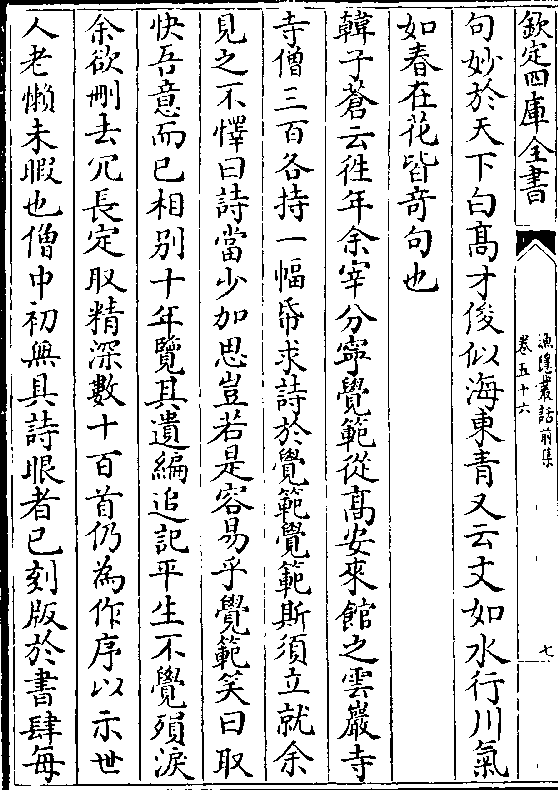 欽定四庫全書
漁隱叢話前集
卷五十六
七
句妙於天下白髙才俊似海東青又云文如水行川氣
如春在花皆竒句也
韓子蒼云徃年余宰分寧覺範從髙安來館之雲巖寺
寺僧三百各持一幅帋求詩於覺範覺範斯須立就余
見之不懌曰詩當少加思豈若是容易乎覺範笑曰取
快吾意而已相别十年覽其遺編追記平生不覺殞淚
余欲刪去冗長定取精深數十百首仍為作序以示世
人老懶未暇也僧中初無具詩眼者已刻版於書肆每